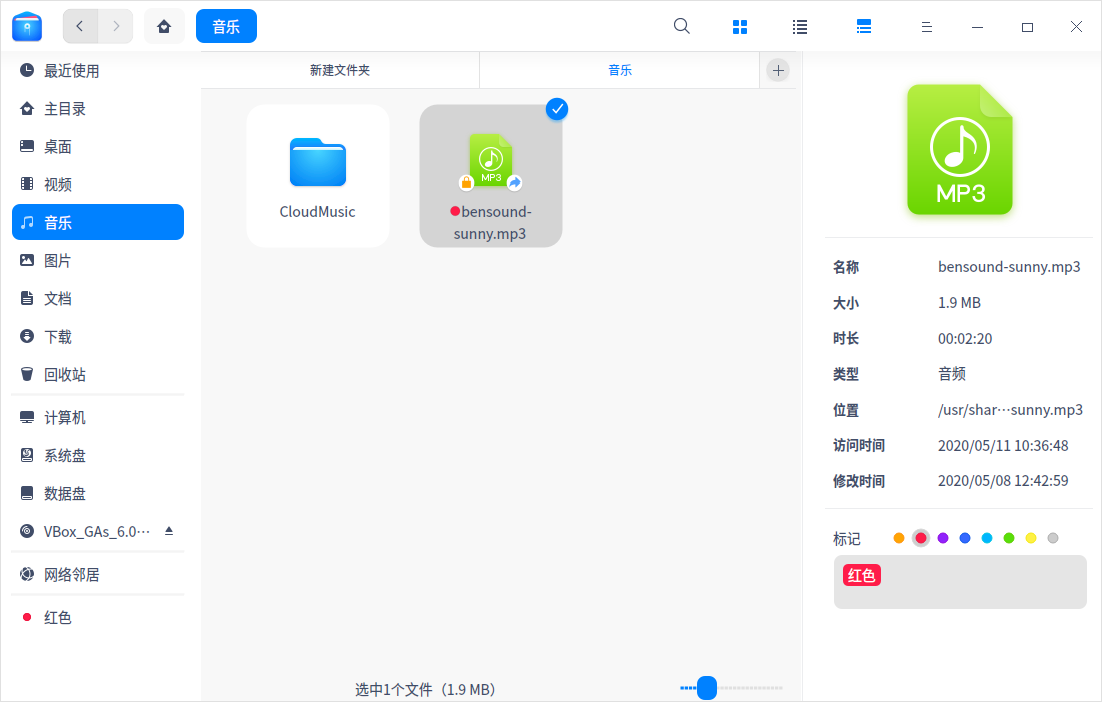 音乐
最近使用
主目录
桌面
视频
音乐
图片
文档
下载
回收站
计算机
系统盘
数据盘
VBox_GAs_6.0···
网络邻居
红色
新建文件夹
音乐
CloudMusic
MP3
bensound-
sunny.mp3
选中1个文件（1.9 MB）
MP3
名称 bensound-sunny.mp3
大小 1.9 MB
时长 00:02:20
类型 音频
位置 /usr/shar···sunny.mp3
访问时间 2020/05/11 10:36:48
修改时间 2020/05/08 12:42:59
标记
红色